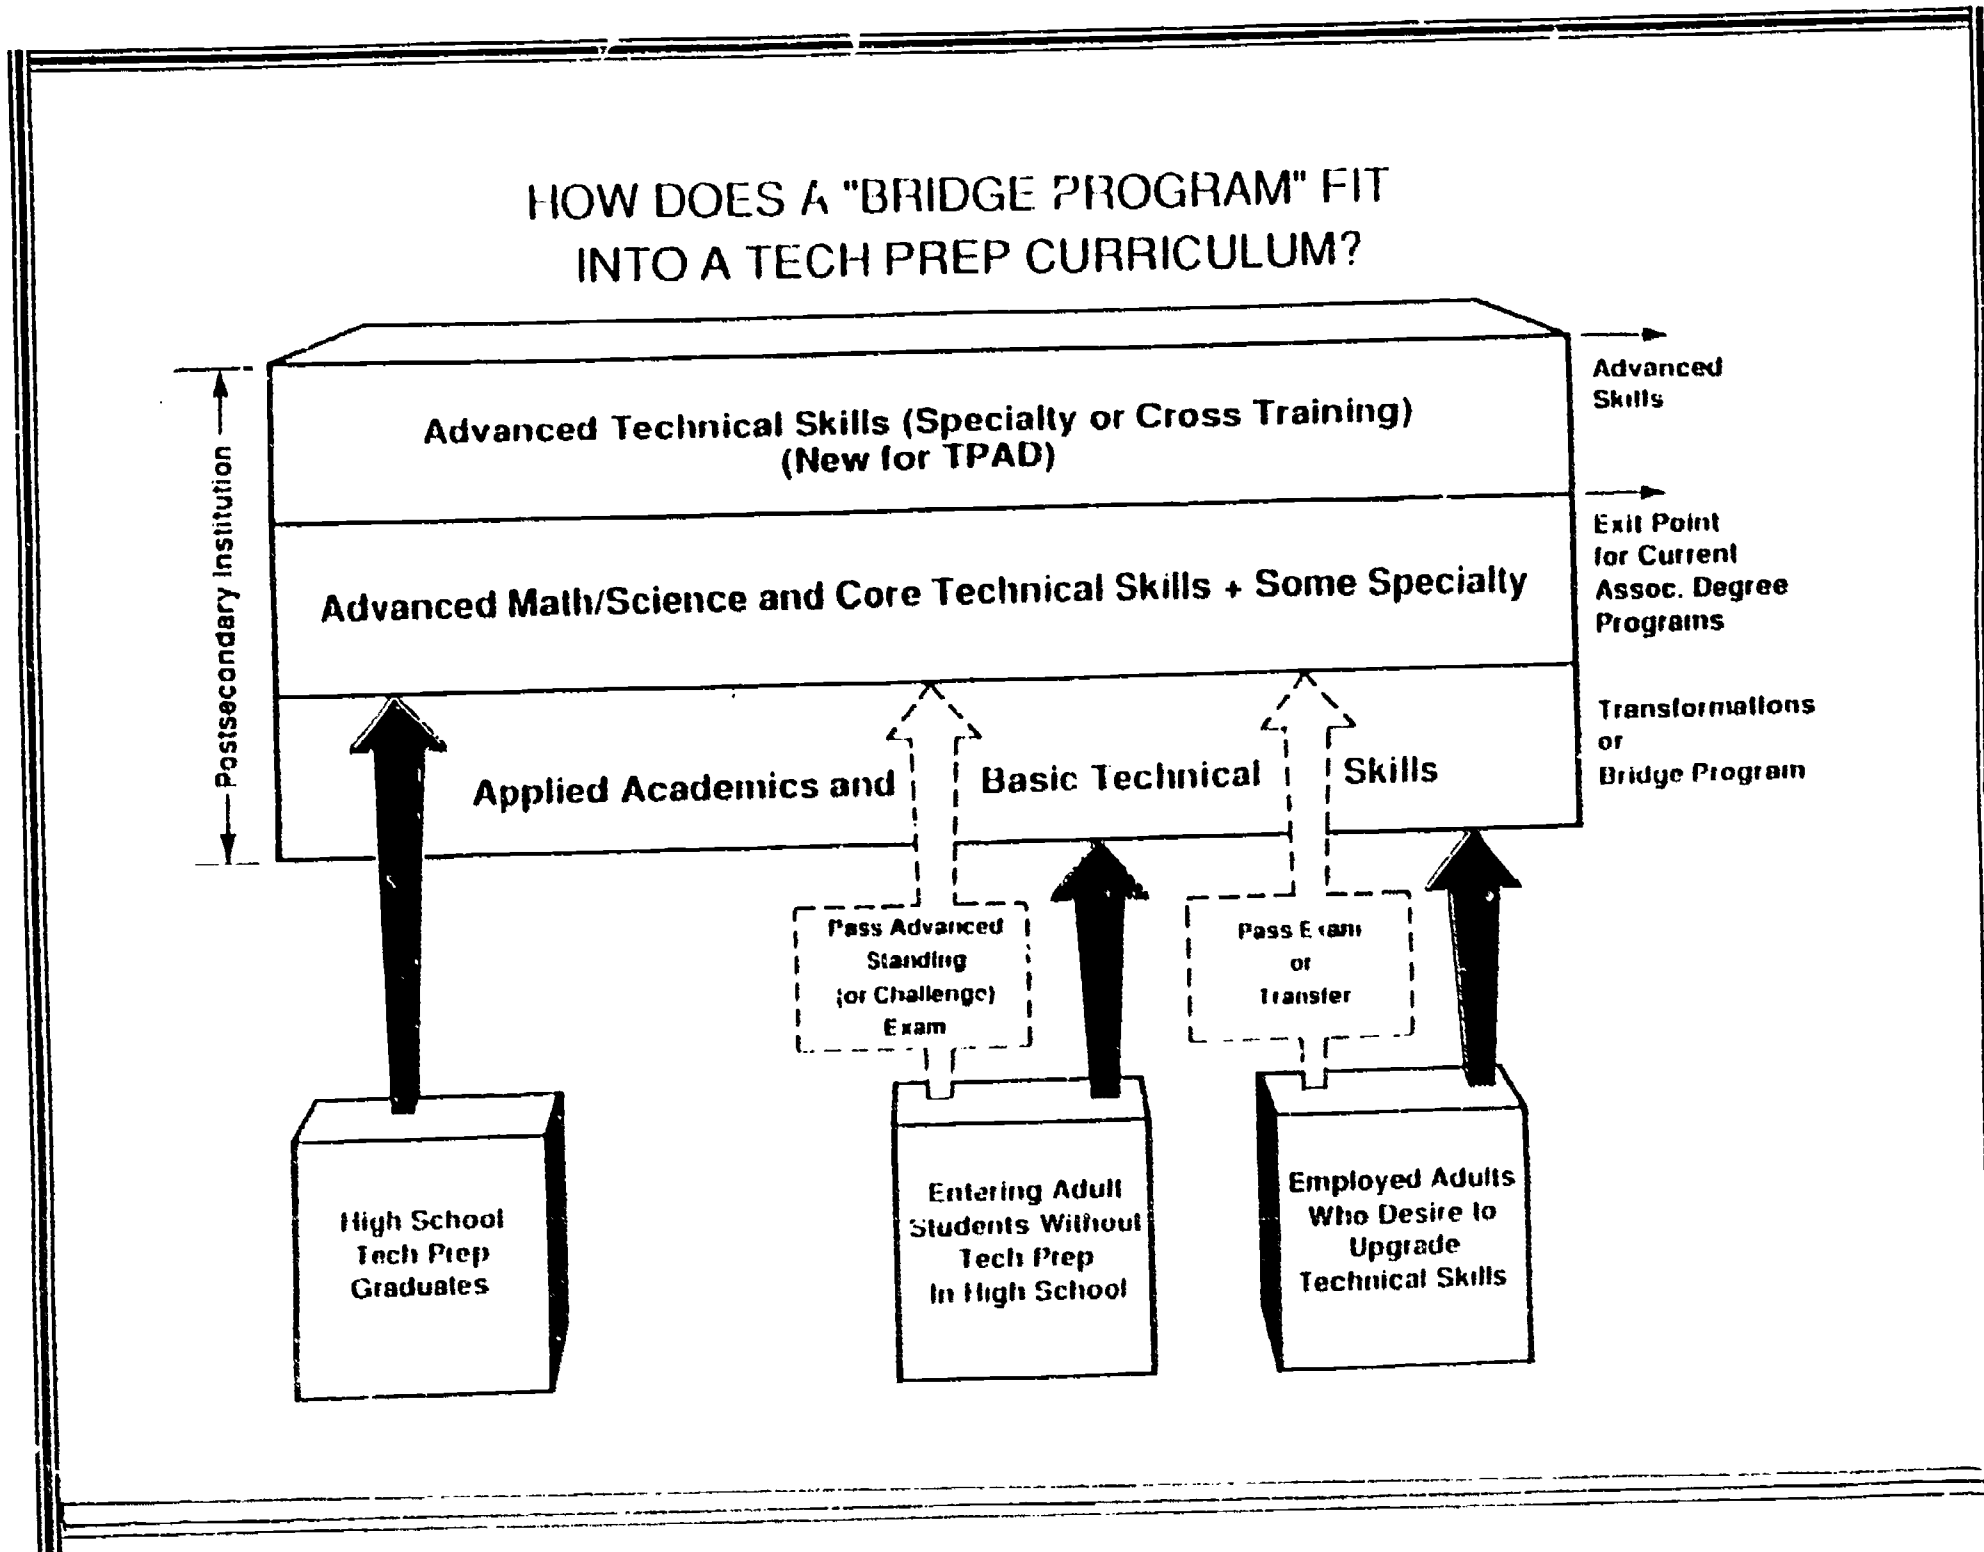 HOW DOES A "BRIDGE PROGRAM" FIT
INTO A TECH PREP CURRICULUM?
Advanced Technical Skills (Specialty or Cross Training)
(New for TPAD)
Advanced
Skills
Postsecondary Institution
Advanced Math/Science and Core Technical Skills + Some Specialty
Exit Point
for Current
Assoc. Degree
Programs
Applied Academics and Basic Technical Skills
Transformations
or
Bridge Program
Pass Advanced
Standing
(or Challenge)
Exam
Pass Exam
or
Transfer
High School
Tech Prep
Graduates
Entering Adult
Students Without
Tech Prep
In High School
Employed Adults
Who Desire to
Upgrade
Technical Skills